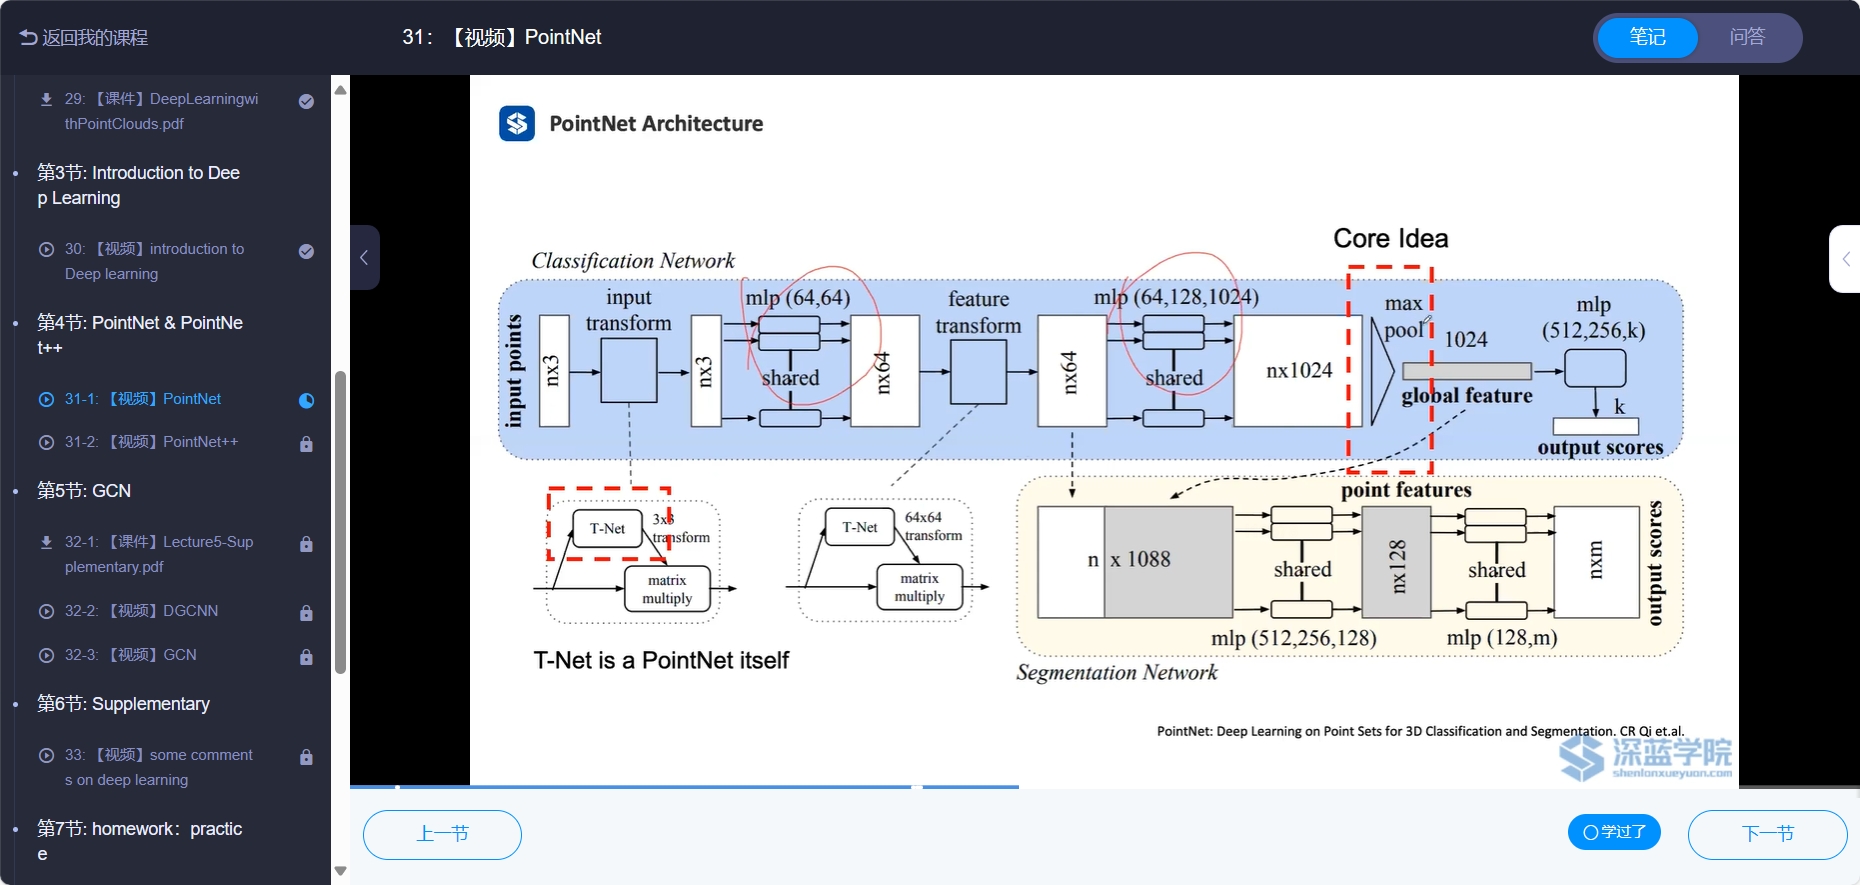 返回我的课程
31：【视频】PointNet
笔记
问答
29: 【课件】DeepLearningwi
thPointClouds.pdf
第3节: Introduction to Dee
p Learning
30: 【视频】introduction to
Deep learning
第4节: PointNet & PointNe
t++
31-1: 【视频】PointNet
31-2: 【视频】PointNet++
第5节: GCN
32-1: 【课件】Lecture5-Sup
plementary.pdf
32-2: 【视频】DGCNN
32-3: 【视频】GCN
第6节: Supplementary
33: 【视频】some comment
s on deep learning
第7节: homework：practic
e
PointNet Architecture
Core Idea
Classification Network
input points
nx3
input
transform
nx3
mlp (64,64)
shared
nx64
feature
transform
nx64
mlp (64,128,1024)
shared
nx1024
max
pool
1024
global feature
mlp
(512,256,k)
k
output scores
T-Net
3x3
transform
matrix
multiply
T-Net
64x64
transform
matrix
multiply
T-Net is a PointNet itself
point features
n x 1088
shared
mlp (512,256,128)
nx128
shared
mlp (128,m)
nxm
output scores
Segmentation Network
PointNet: Deep Learning on Point Sets for 3D Classification and Segmentation. CR Qi et.al.
深蓝学院
shenlanxueyuan.com
上一节
学过了
下一节